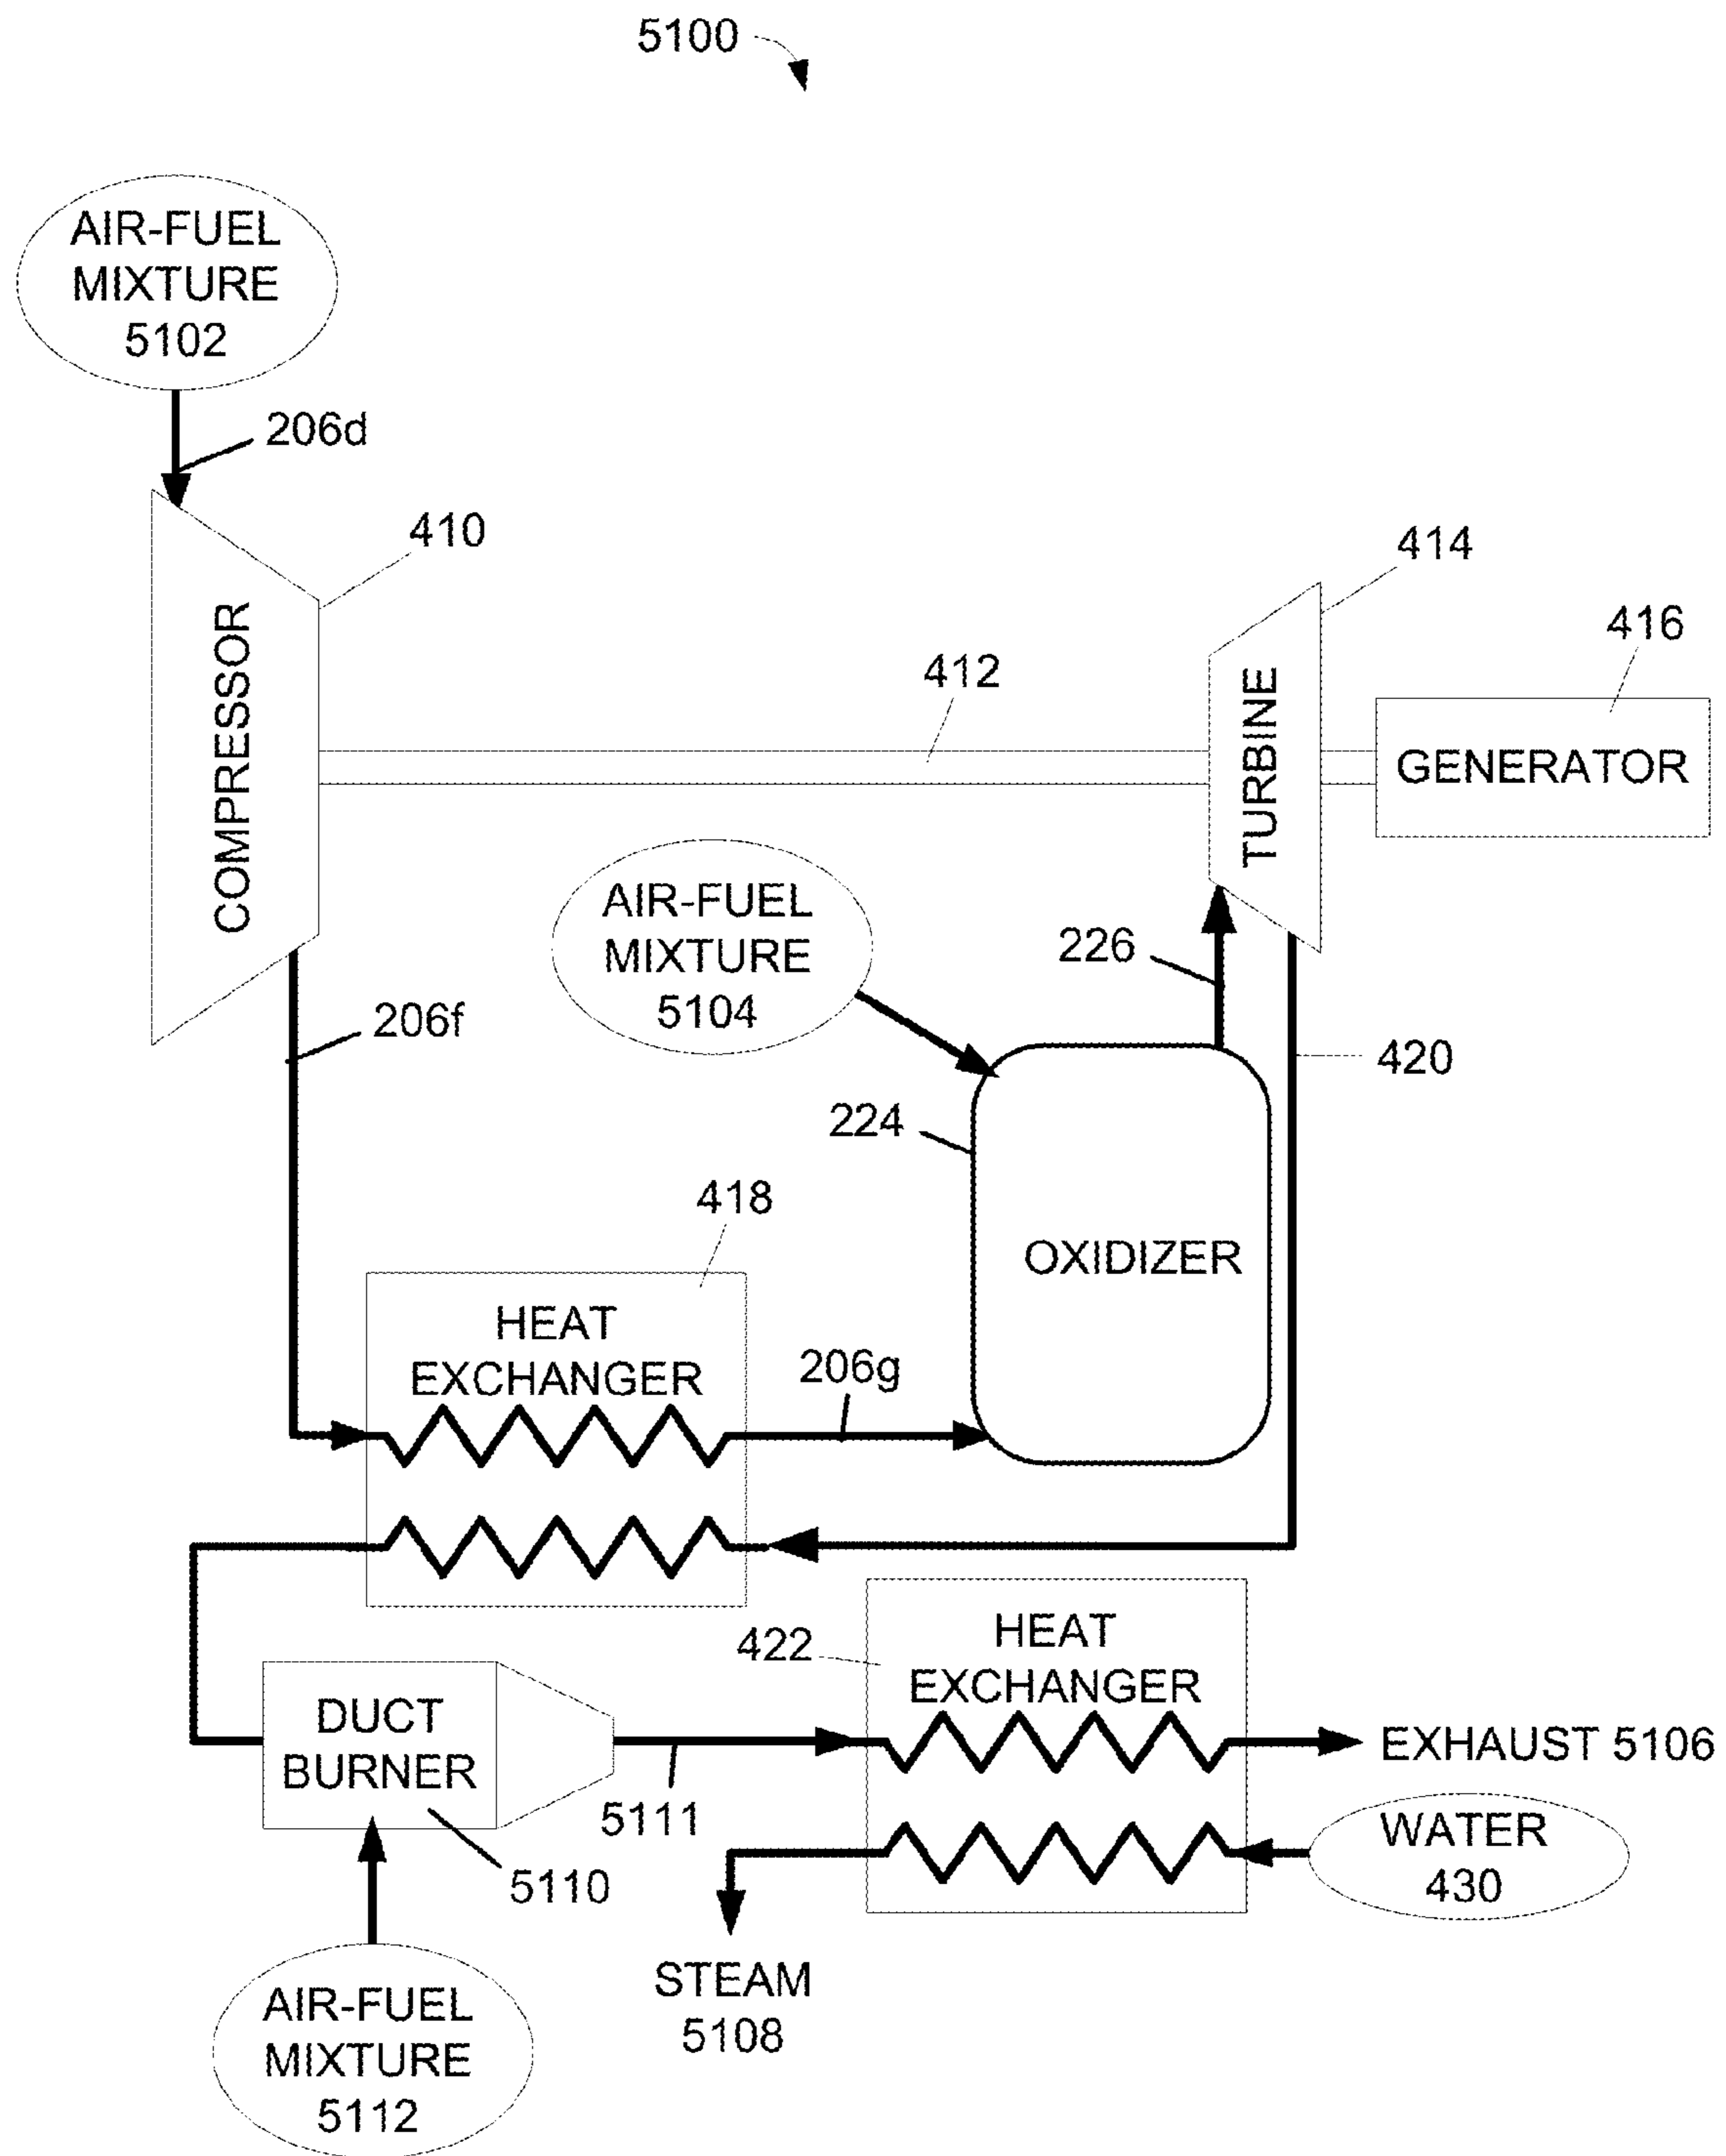 5100
AIR-FUEL
MIXTURE
5102
206d
410
COMPRESSOR
412
414
TURBINE
416
GENERATOR
AIR-FUEL
MIXTURE
5104
226
206f
420
224
OXIDIZER
418
HEAT
EXCHANGER
206g
422
HEAT
EXCHANGER
DUCT
BURNER
5111
EXHAUST 5106
5110
WATER
430
STEAM
5108
AIR-FUEL
MIXTURE
5112